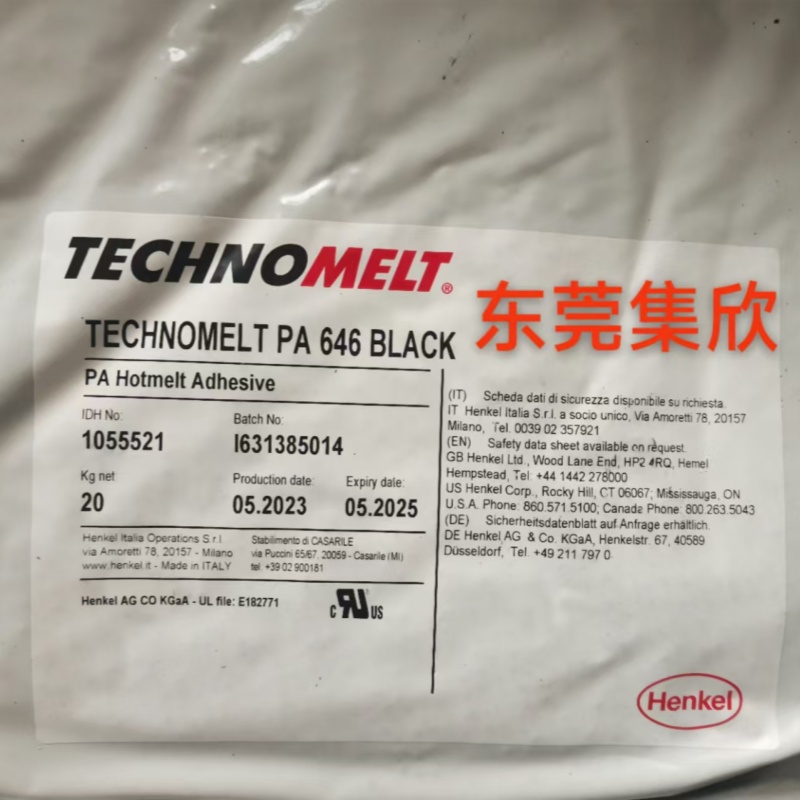 TECHNOMELT®
东莞集欣
TECHNOMELT PA 646 BLACK
PA Hotmelt Adhesive
IDH No:
1055521
Batch No:
I631385014
Kg net
20
Production date:
05.2023
Expiry date:
05.2025
Henkel Italia Operations S.r.l
via Amoretti 78, 20157 - Milano
www.henkel.it - Made in ITALY
Stabilimento di CASARILE
via Puccini 65/67, 20059 - Casarile (MI)
tel. +39 02 900181
Henkel AG CO KGaA - UL file: E182771
c RU US
(IT) Scheda dati di sicurezza disponibile su richiesta.
IT Henkel Italia S.r.l. a socio unico, Via Amoretti 78, 20157
Milano, Tel. 0039 02 357921
(EN) Safety data sheet available on request.
GB Henkel Ltd., Wood Lane End, HP2 4RQ, Hemel
Hempstead, Tel. +44 1442 278000
US Henkel Corp., Rocky Hill, CT 06067; Mississauga, ON
U.S.A. Phone: 860.571.5100; Canada Phone: 800.263.5043
(DE) Sicherheitsdatenblatt auf Anfrage erhältlich.
DE Henkel AG & Co. KGaA, Henkelstr. 67, 40589
Düsseldorf, Tel. +49 211 797 0
Henkel